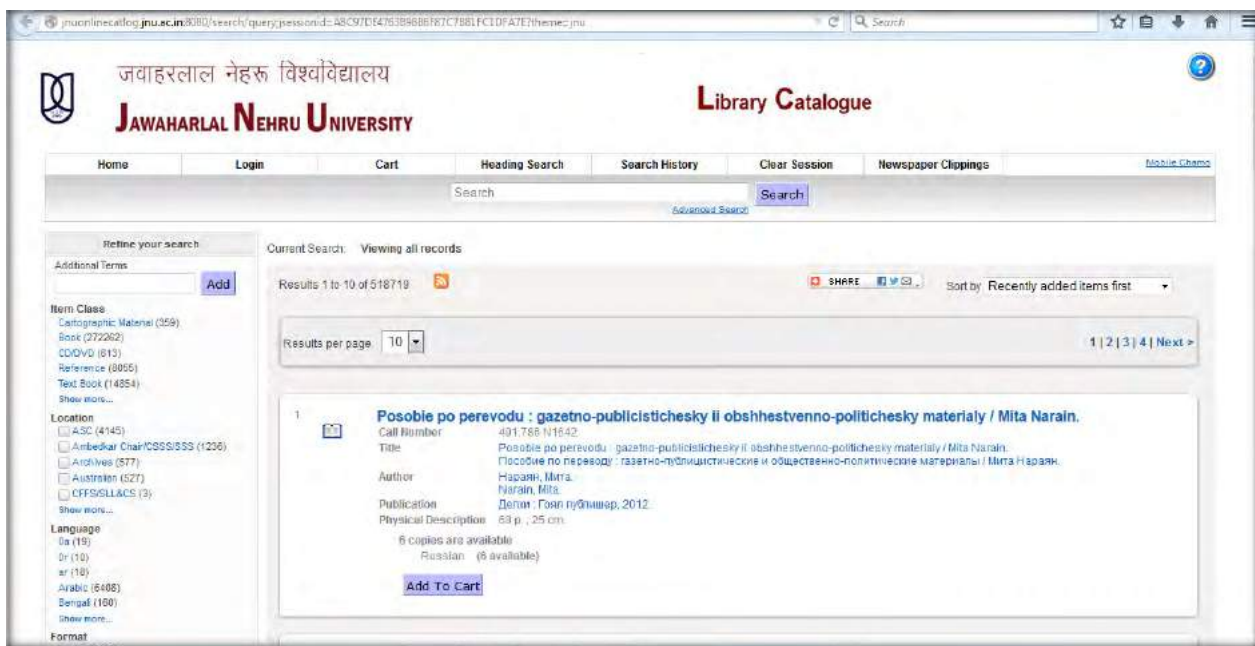 जवाहरलाल नेहरू विश्वविद्यालय
JAWAHARLAL NEHRU UNIVERSITY
Library Catalogue
Home Login Cart Heading Search Search History Clear Session Newspaper Clippings Mobile Chamo
Search Search
Advanced Search
Refine your search
Additional Terms
Add
Item Class
Cartographic Material (359)
Book (272262)
CD/DVD (613)
Reference (8055)
Text Book (14854)
Show more...
Location
ASC (4145)
Ambedkar Chair/CSSS/SSS (1236)
Archives (577)
Australian (527)
CFFS/SLL&CS (3)
Show more...
Language
0a (19)
0r (10)
ar (18)
Arabic (6408)
Bengali (160)
Show more...
Format
Current Search: Viewing all records
Results 1 to 10 of 518719
SHARE
Sort by Recently added items first
Results per page 10
1 | 2 | 3 | 4 | Next >
1
Posobie po perevodu : gazetno-publicistichesky ii obshhestvenno-politichesky materialy / Mita Narain.
Call Number 491.786 N1642
Title Posobie po perevodu : gazetno-publicistichesky ii obshhestvenno-politichesky materialy / Mita Narain.
Пособие по переводу : газетно-публицистические и общественно-политические материалы / Мита Нараян.
Author Нараян, Мита.
Narain, Mita.
Publication Дели : Гоял публишер, 2012.
Physical Description 68 p. ; 25 cm.
6 copies are available
Russian (6 available)
Add To Cart